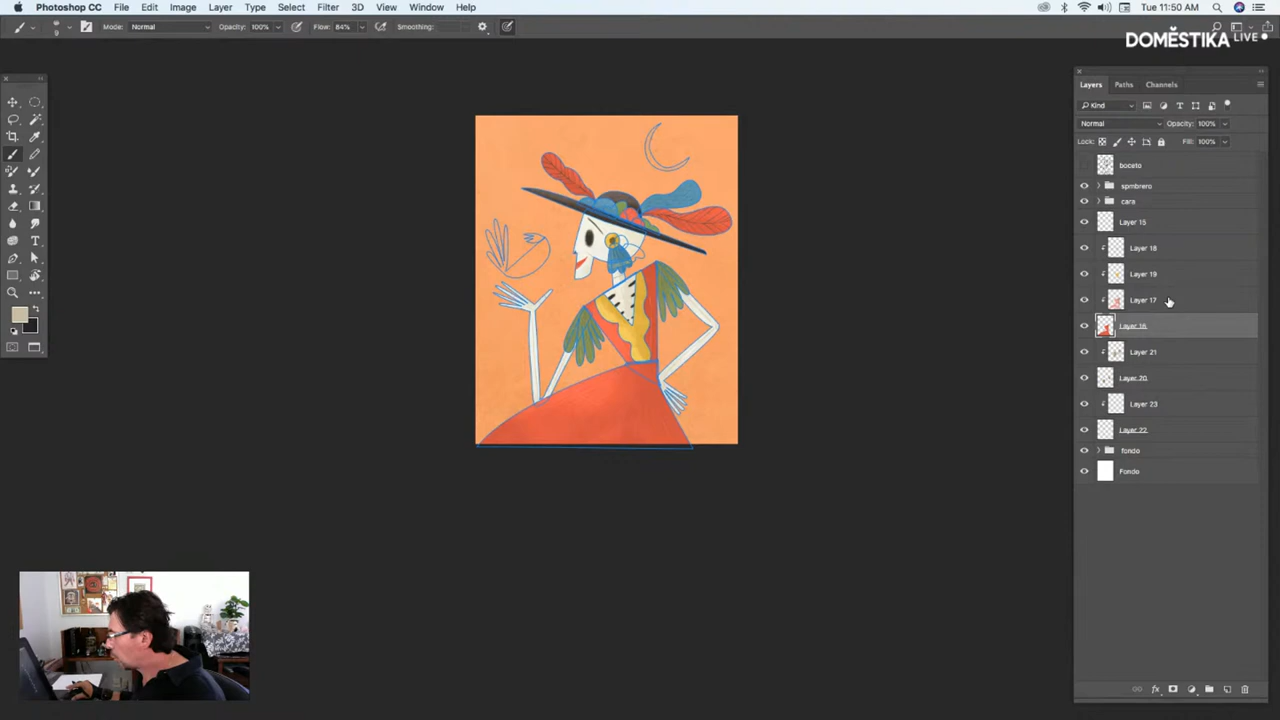 Photoshop CC File Edit Image Layer Type Select Filter 3D View Window Help Tue 11:50 AM
Mode: Normal Opacity: 100% Flow: 84% Smoothing:
DOMĚSTIKA LIVE
Layers Paths Channels
Kind
Normal Opacity: 100%
Lock: Fill: 100%
boceto
spmbrero
cara
Layer 15
Layer 18
Layer 19
Layer 17
Layer 16
Layer 21
Layer 20
Layer 23
Layer 22
fondo
Fondo